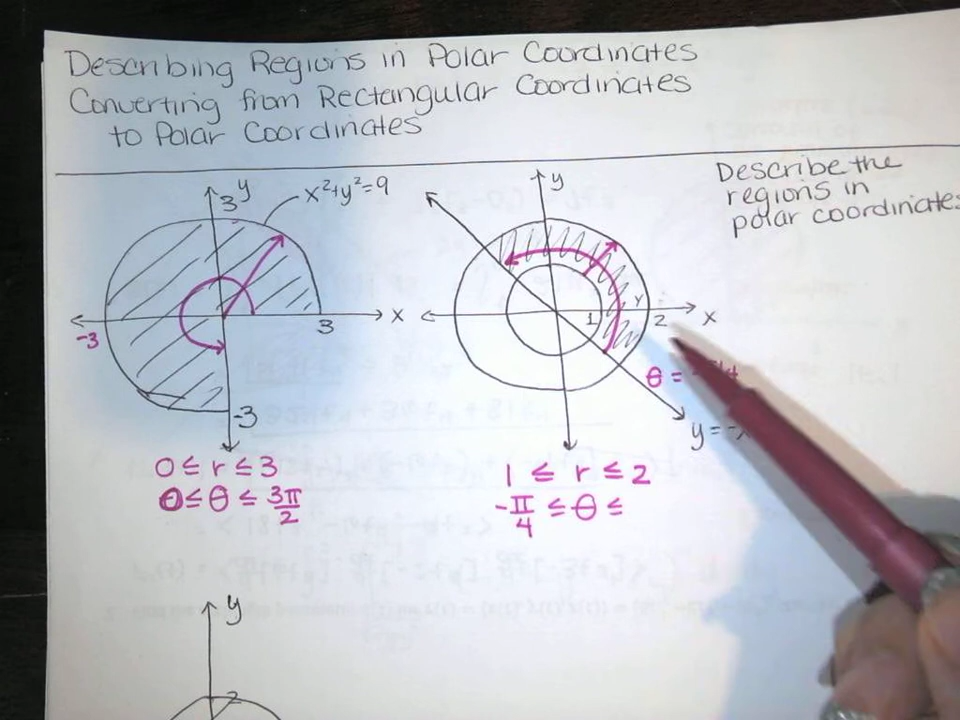 Describing Regions in Polar Coordinates
Converting from Rectangular Coordinates
to Polar Coordinates
Describe the
regions in
polar coordinates
y
3
x²+y²=9
x
-3
3
-3
0 ≤ r ≤ 3
0 ≤ θ ≤ 3π/2
y
x
1
2
θ =
y = -x
1 ≤ r ≤ 2
-π/4 ≤ θ ≤
y
2